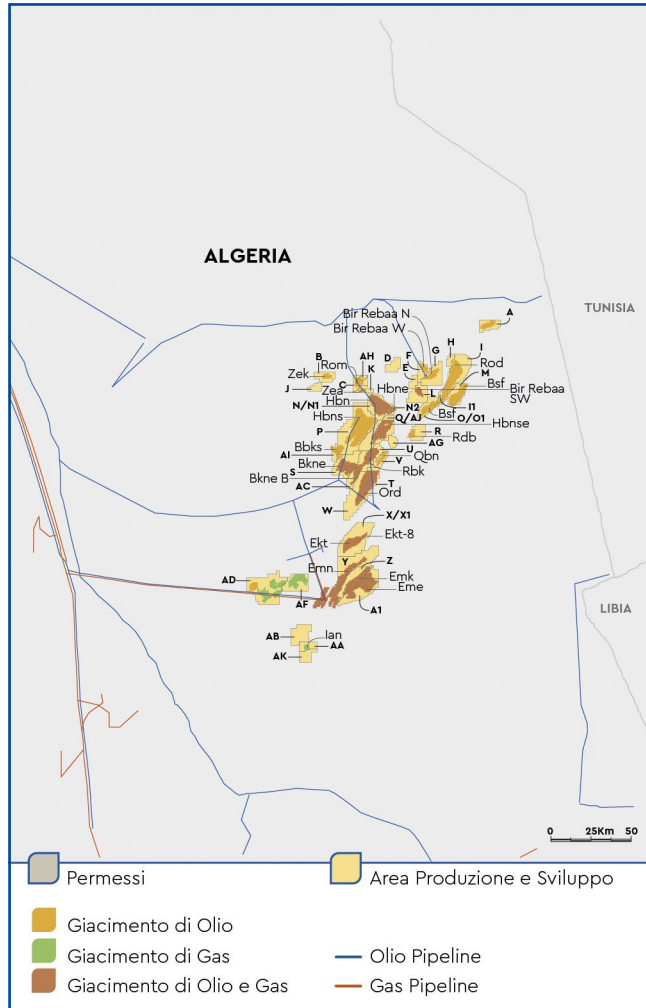 ALGERIA
TUNISIA
LIBIA
Bir Rebaa N
Bir Rebaa W
A
B
Rom
Zek
J
AH
K
C
Zea
D
F
E
G
H
I
Rod
M
Bsf
Bir Rebaa
SW
L
I1
Hbne
Hbn
N/N1
N2
Bsf
O/O1
Hbns
Q/AJ
Hbnse
P
R
Rdb
AG
Bbks
AI
U
Qbn
V
Bkne
S
Rbk
Bkne B
T
AC
Ord
W
X/X1
Ekt-8
Ekt
Y
Emn
Z
Emk
Eme
A1
AD
AF
AB
Ian
AA
AK
0 25Km 50
Permessi
Area Produzione e Sviluppo
Giacimento di Olio
Giacimento di Gas
Olio Pipeline
Giacimento di Olio e Gas
Gas Pipeline